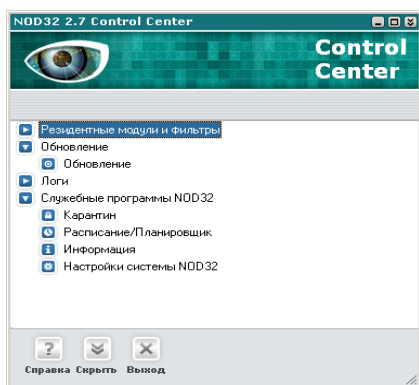 NOD32 2.7 Control Center
Control
Center
Резидентные модули и фильтры
Обновление
Обновление
Логи
Служебные программы NOD32
Карантин
Расписание/Планировщик
Информация
Настройки системы NOD32
Справка Скрыть Выход